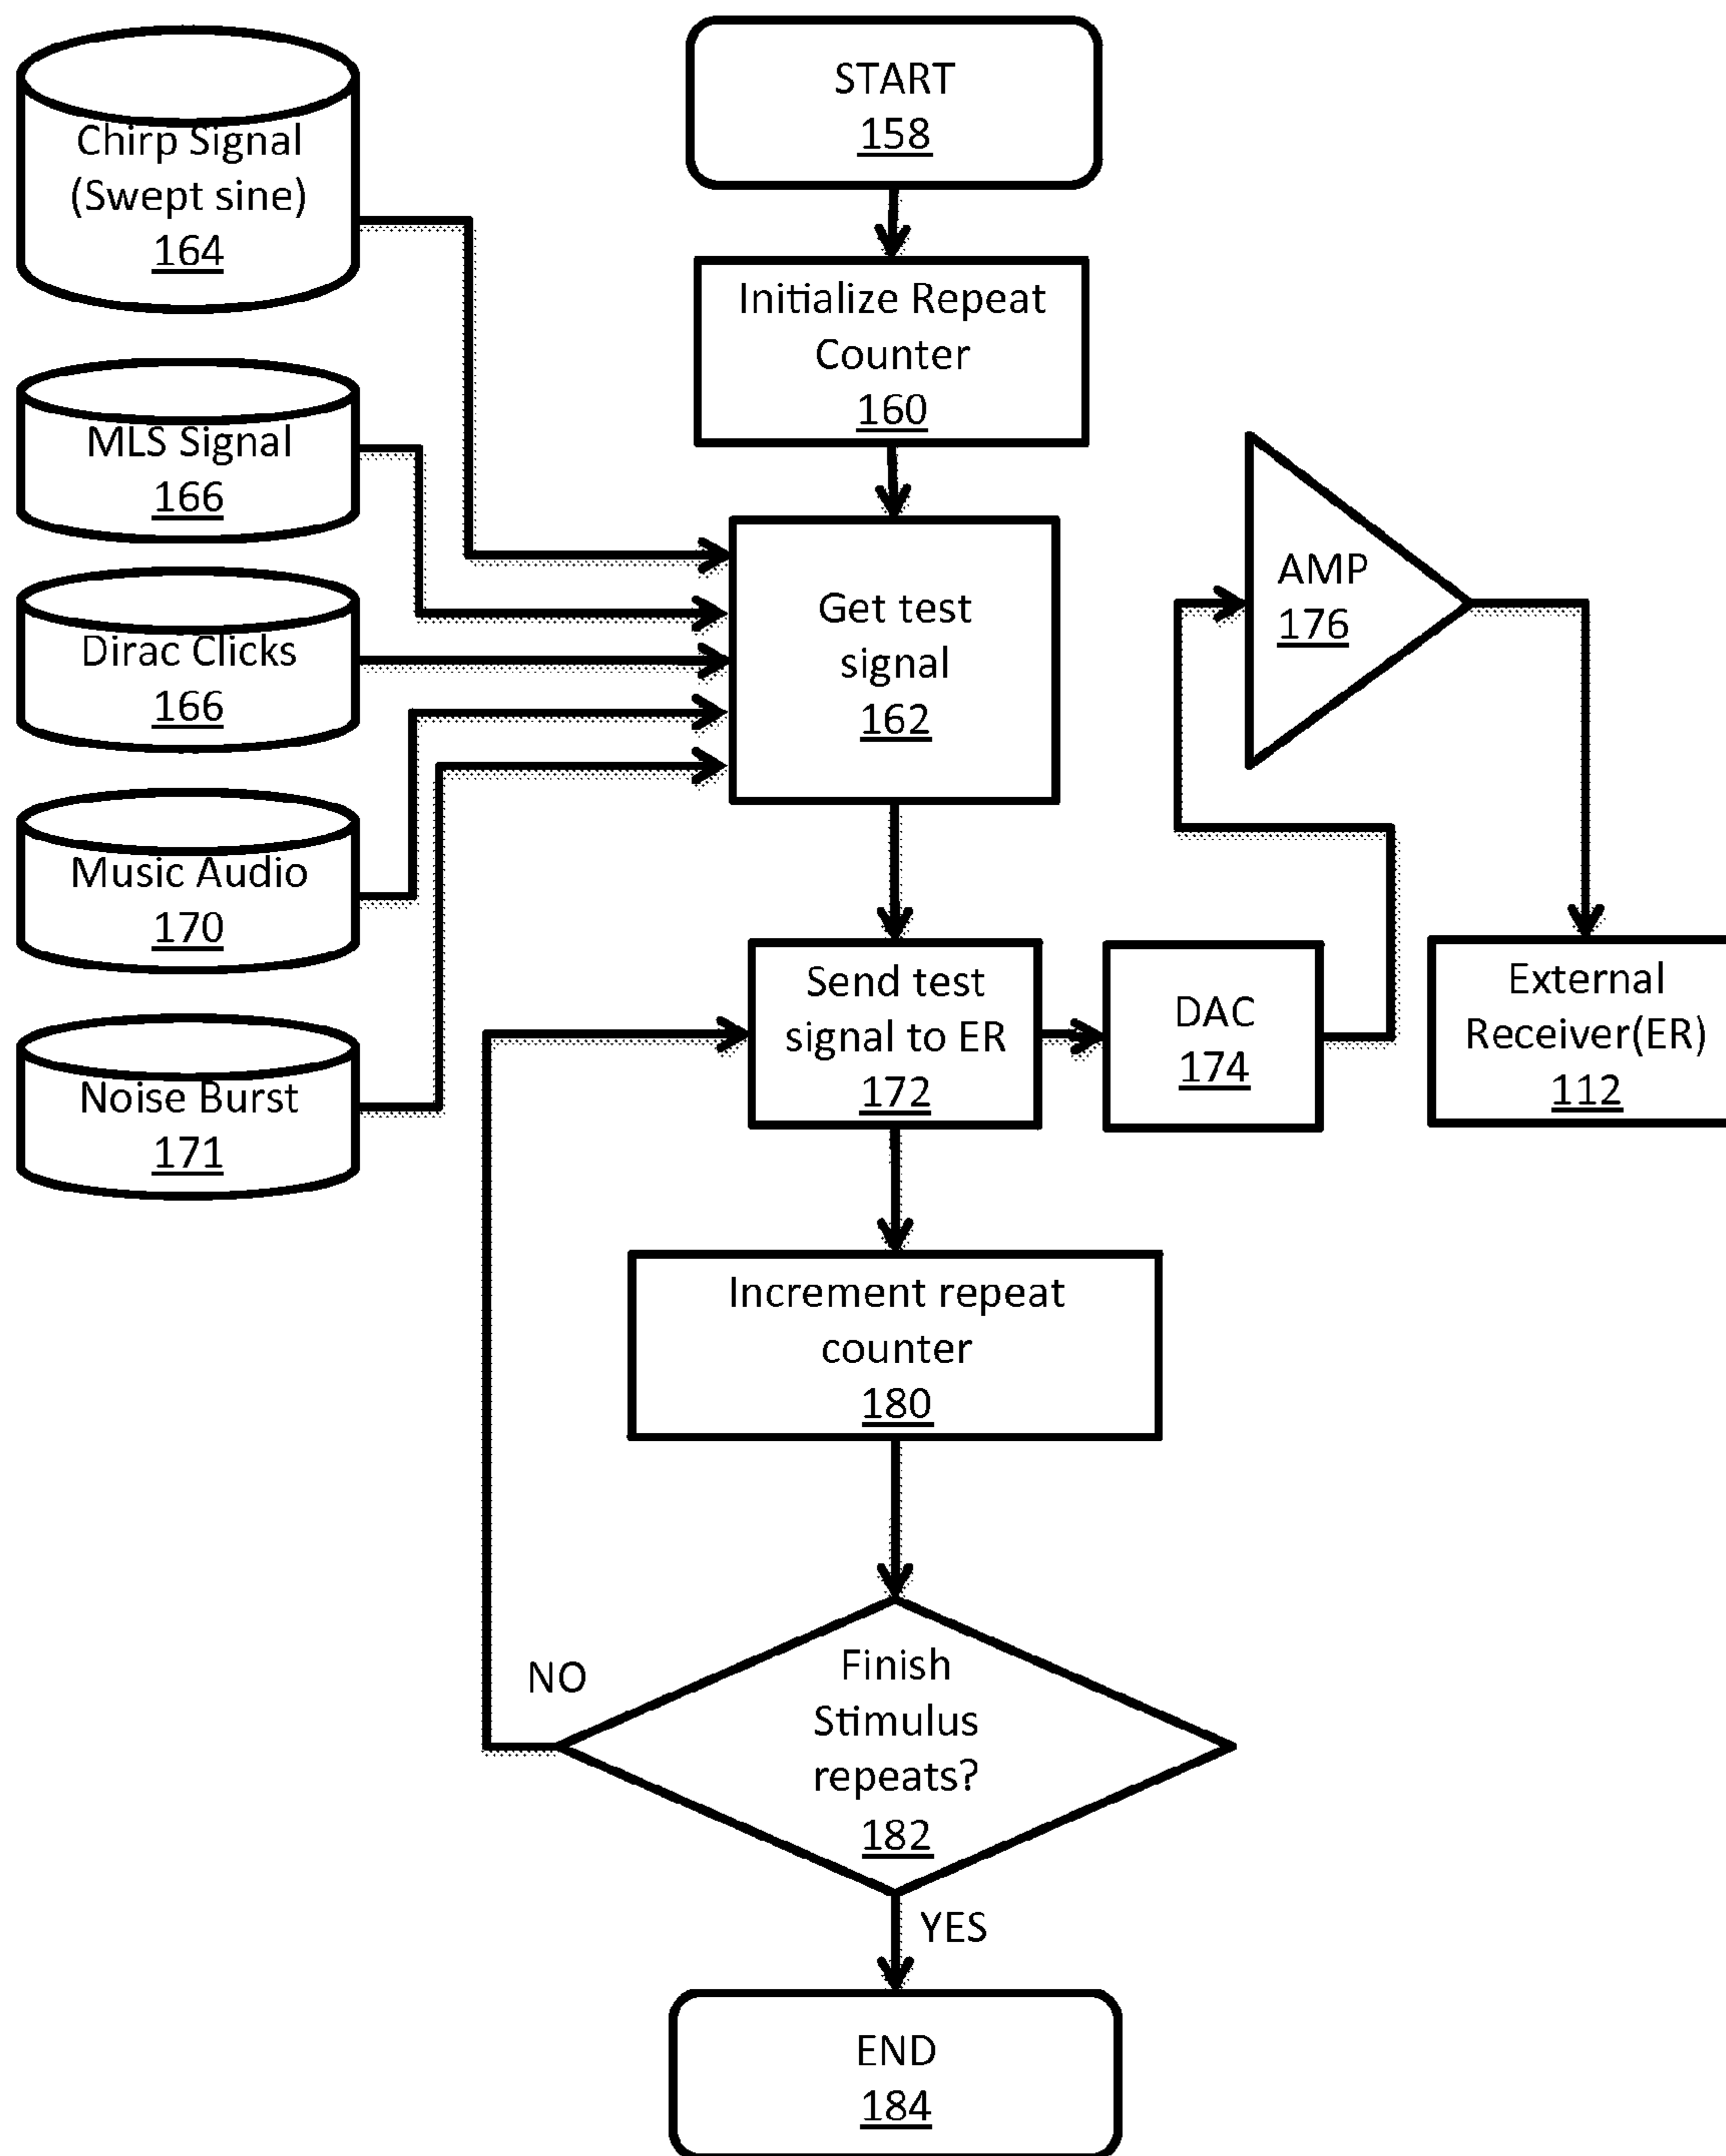 START
158
Chirp Signal
(Swept sine)
164
Initialize Repeat
Counter
160
MLS Signal
166
Dirac Clicks
166
Music Audio
170
Noise Burst
171
Get test
signal
162
AMP
176
Send test
signal to ER
172
DAC
174
External
Receiver(ER)
112
Increment repeat
counter
180
Finish
Stimulus
repeats?
182
NO
YES
END
184